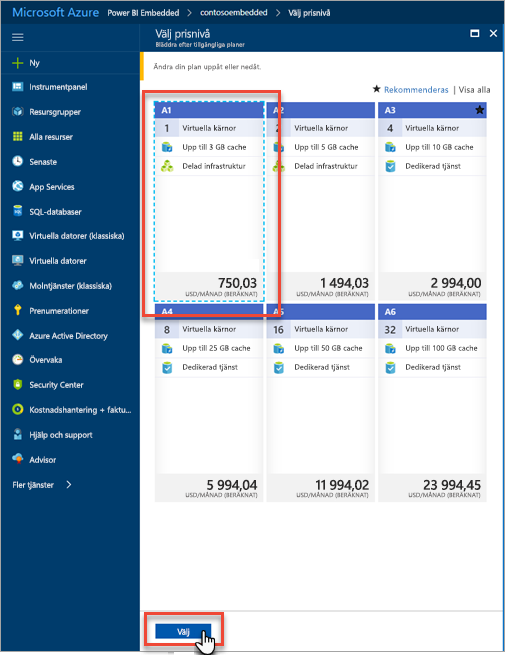 Microsoft Azure Power BI Embedded > contosoembedded > Välj prisnivå
Välj prisnivå
Bläddra efter tillgängliga planer
Ny
Instrumentpanel
Resursgrupper
Alla resurser
Senaste
App Services
SQL-databaser
Virtuella datorer (klassiska)
Virtuella datorer
Molntjänster (klassiska)
Prenumerationer
Azure Active Directory
Övervaka
Security Center
Kostnadshantering + faktu...
Hjälp och support
Advisor
Fler tjänster >
Ändra din plan uppåt eller nedåt.
★ Rekommenderas | Visa alla
A1
1 Virtuella kärnor
Upp till 3 GB cache
Delad infrastruktur
750,03
USD/MÅNAD (BERÄKNAT)
A2
2 Virtuella kärnor
Upp till 5 GB cache
Delad infrastruktur
1 494,03
USD/MÅNAD (BERÄKNAT)
A3 ★
4 Virtuella kärnor
Upp till 10 GB cache
Dedikerad tjänst
2 994,00
USD/MÅNAD (BERÄKNAT)
A4
8 Virtuella kärnor
Upp till 25 GB cache
Dedikerad tjänst
5 994,04
USD/MÅNAD (BERÄKNAT)
A5
16 Virtuella kärnor
Upp till 50 GB cache
Dedikerad tjänst
11 994,02
USD/MÅNAD (BERÄKNAT)
A6
32 Virtuella kärnor
Upp till 100 GB cache
Dedikerad tjänst
23 994,45
USD/MÅNAD (BERÄKNAT)
Välj